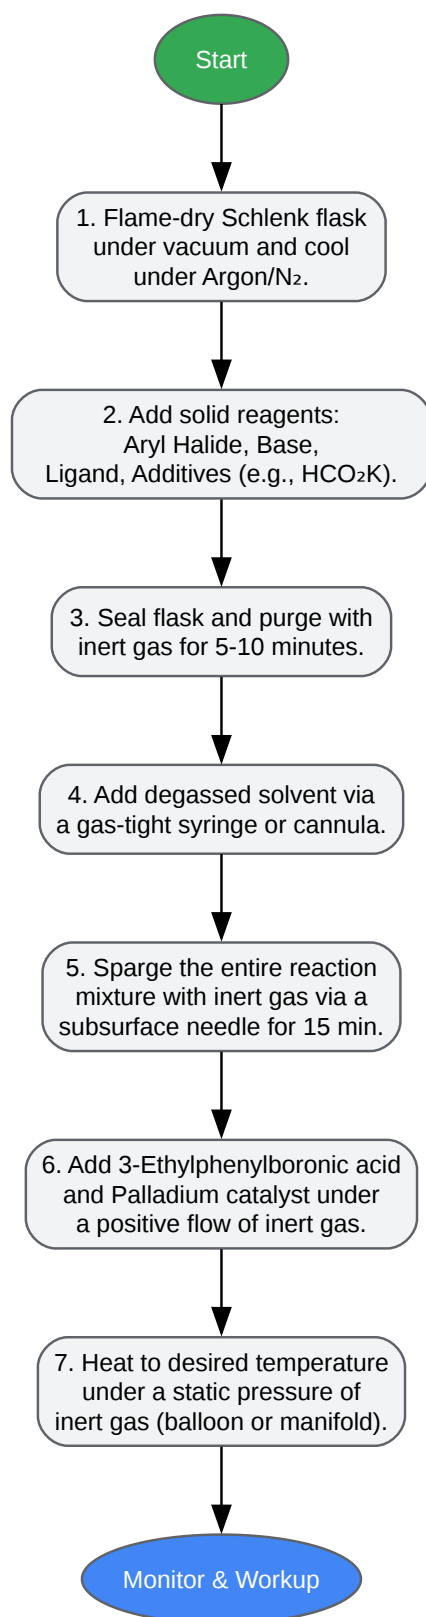 Start
1. Flame-dry Schlenk flask
under vacuum and cool
under Argon/N₂.
2. Add solid reagents:
Aryl Halide, Base,
Ligand, Additives (e.g., HCO₂K).
3. Seal flask and purge with
inert gas for 5-10 minutes.
4. Add degassed solvent via
a gas-tight syringe or cannula.
5. Sparge the entire reaction
mixture with inert gas via a
subsurface needle for 15 min.
6. Add 3-Ethylphenylboronic acid
and Palladium catalyst under
a positive flow of inert gas.
7. Heat to desired temperature
under a static pressure of
inert gas (balloon or manifold).
Monitor & Workup